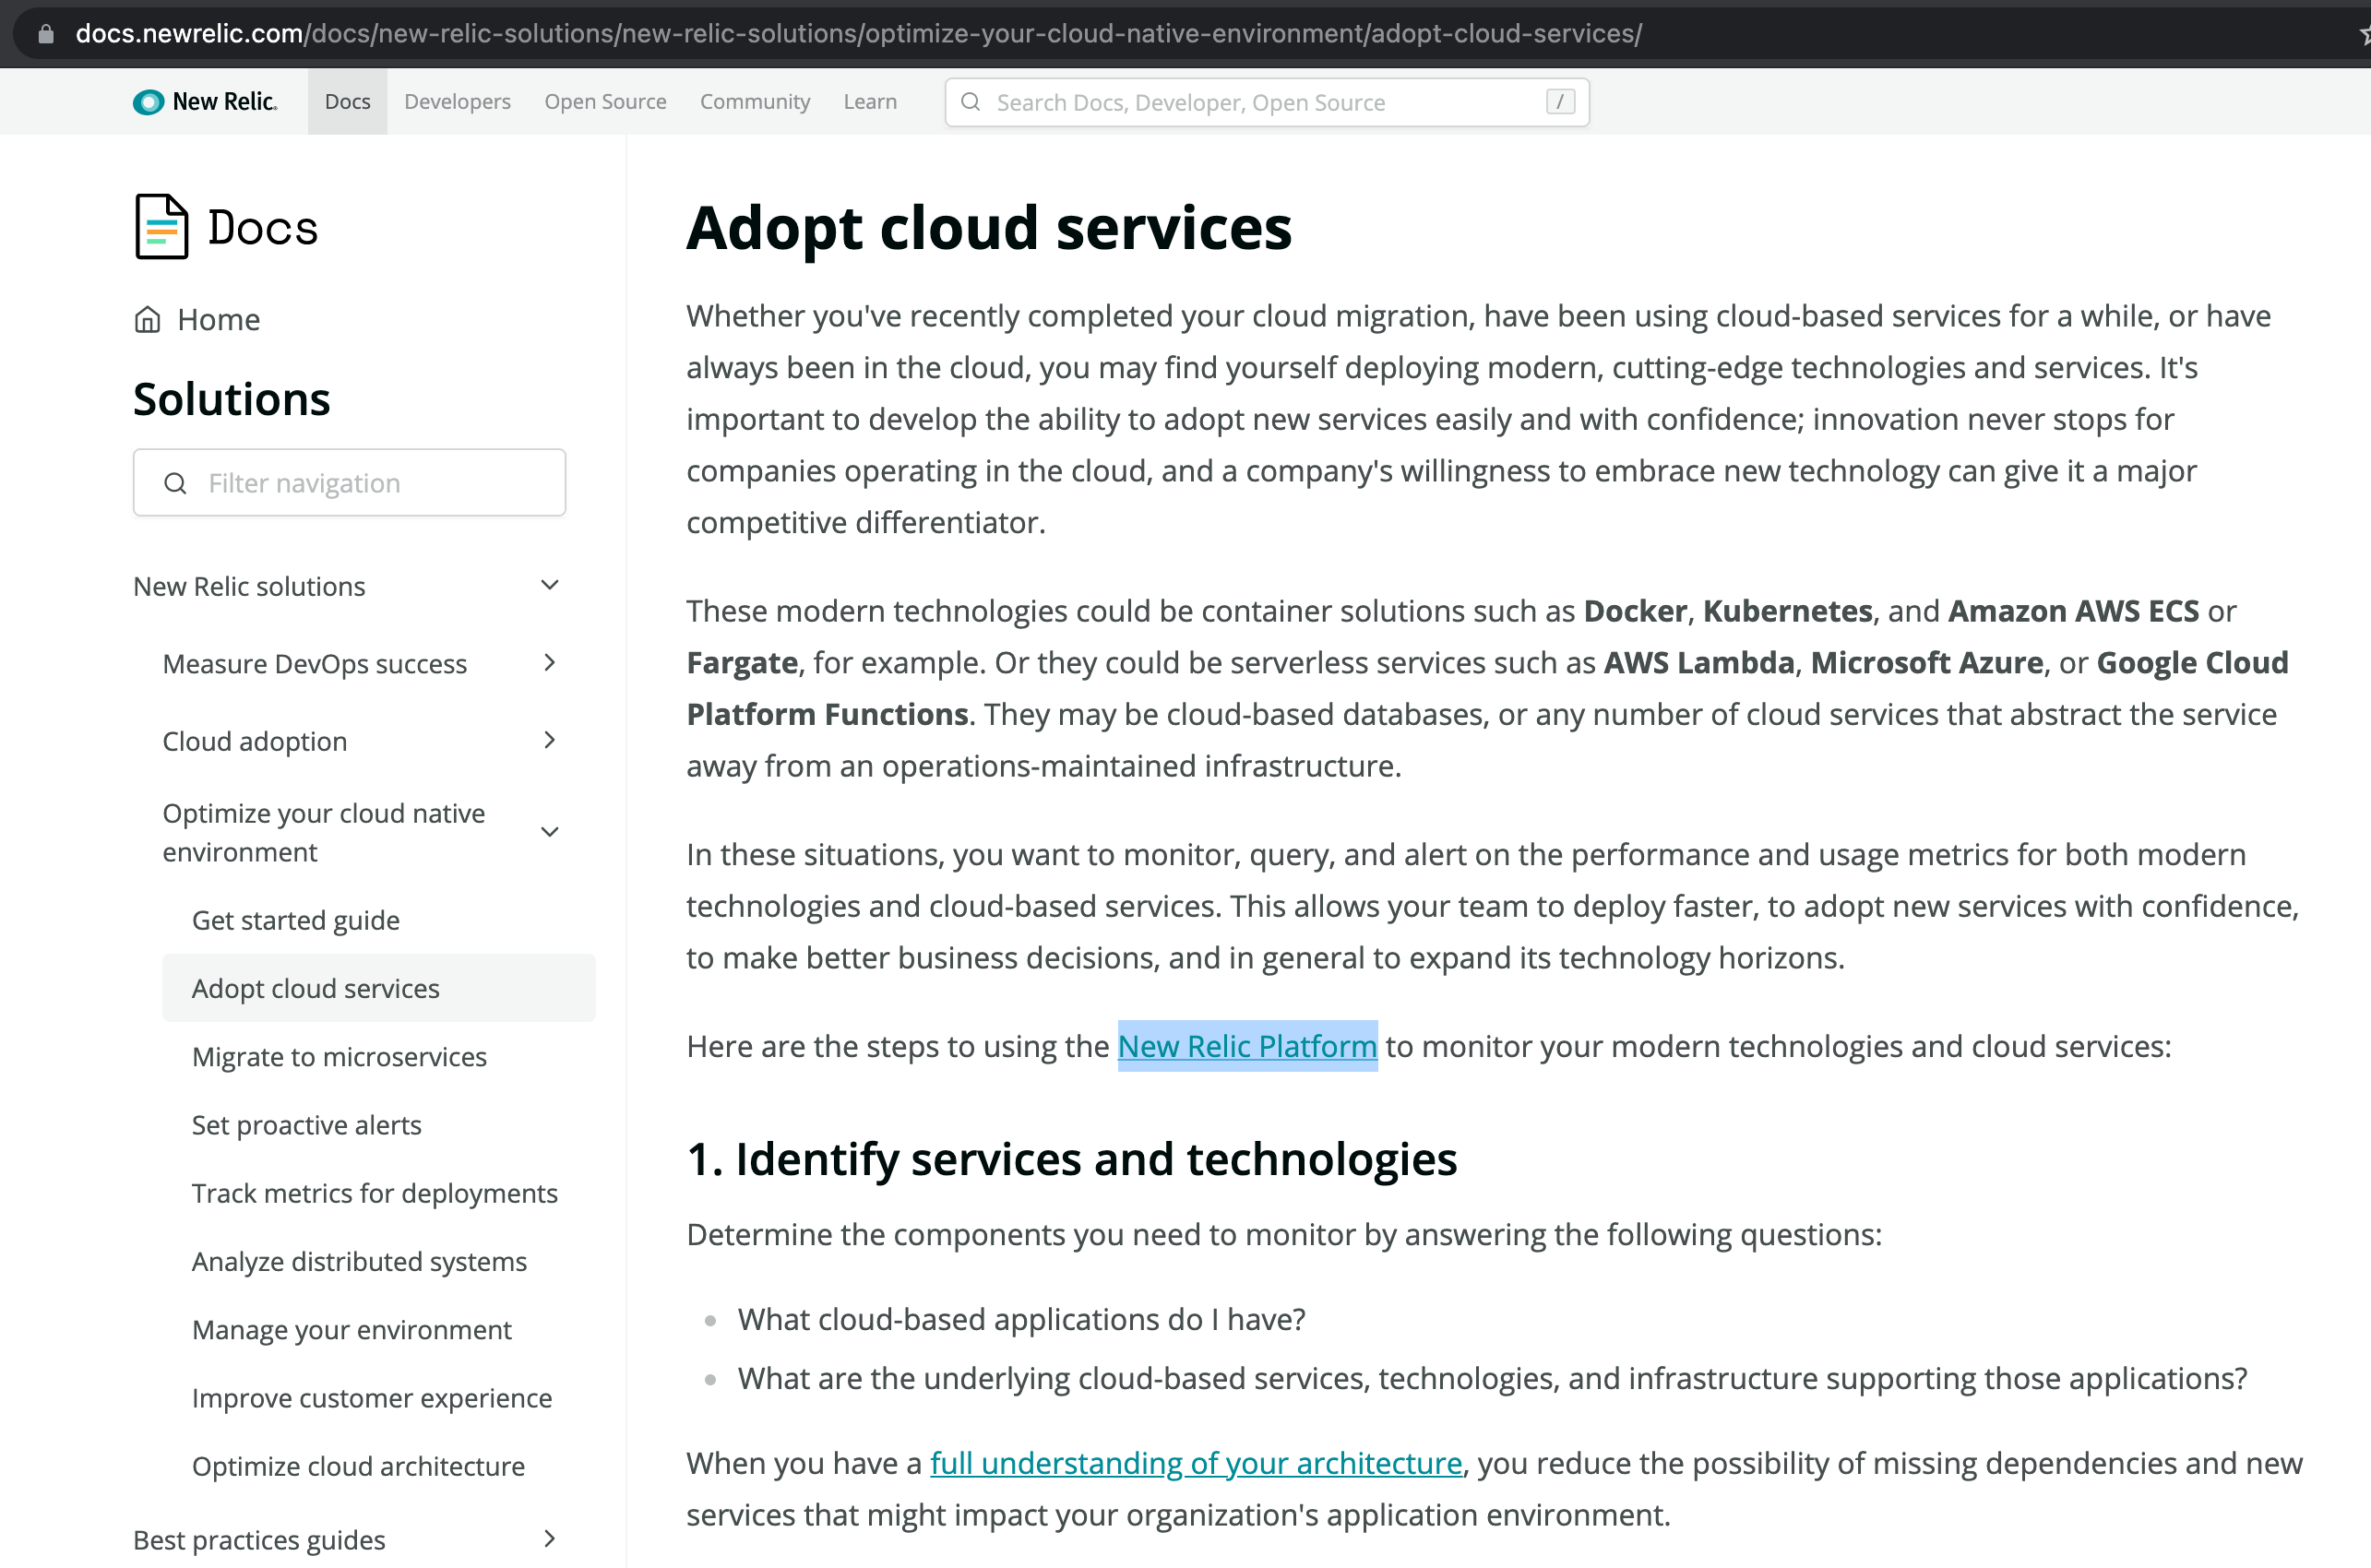 docs.newrelic.com/docs/new-relic-solutions/new-relic-solutions/optimize-your-cloud-native-environment/adopt-cloud-services/
New Relic.
Docs
Developers
Open Source
Community
Learn
Search Docs, Developer, Open Source
/
Docs
Home
Solutions
Filter navigation
New Relic solutions
Measure DevOps success
Cloud adoption
Optimize your cloud native
environment
Get started guide
Adopt cloud services
Migrate to microservices
Set proactive alerts
Track metrics for deployments
Analyze distributed systems
Manage your environment
Improve customer experience
Optimize cloud architecture
Best practices guides
Adopt cloud services
Whether you've recently completed your cloud migration, have been using cloud-based services for a while, or have
always been in the cloud, you may find yourself deploying modern, cutting-edge technologies and services. It's
important to develop the ability to adopt new services easily and with confidence; innovation never stops for
companies operating in the cloud, and a company's willingness to embrace new technology can give it a major
competitive differentiator.
These modern technologies could be container solutions such as Docker, Kubernetes, and Amazon AWS ECS or
Fargate, for example. Or they could be serverless services such as AWS Lambda, Microsoft Azure, or Google Cloud
Platform Functions. They may be cloud-based databases, or any number of cloud services that abstract the service
away from an operations-maintained infrastructure.
In these situations, you want to monitor, query, and alert on the performance and usage metrics for both modern
technologies and cloud-based services. This allows your team to deploy faster, to adopt new services with confidence,
to make better business decisions, and in general to expand its technology horizons.
Here are the steps to using the New Relic Platform to monitor your modern technologies and cloud services:
1. Identify services and technologies
Determine the components you need to monitor by answering the following questions:
What cloud-based applications do I have?
What are the underlying cloud-based services, technologies, and infrastructure supporting those applications?
When you have a full understanding of your architecture, you reduce the possibility of missing dependencies and new
services that might impact your organization's application environment.